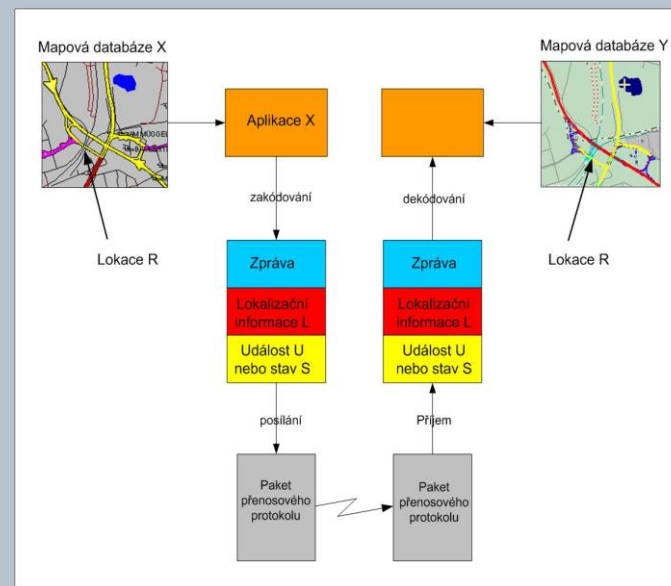 Mapová databáze X
Mapová databáze Y
Aplikace X
zakódování
dekódování
Lokace R
Lokace R
Zpráva
Lokalizační
informace L
Událost U
nebo stav S
Zpráva
Lokalizační
informace L
Událost U
nebo stav S
posílání
Příjem
Paket
přenosového
protokolu
Paket
přenosového
protokolu